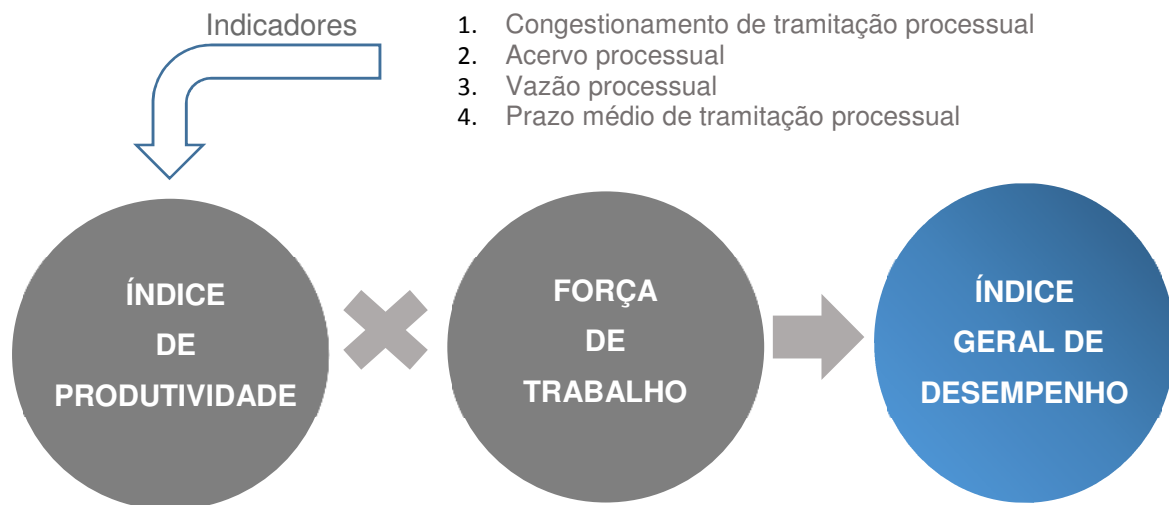 Indicadores
1. Congestionamento de tramitação processual
2. Acervo processual
3. Vazão processual
4. Prazo médio de tramitação processual
ÍNDICE
DE
PRODUTIVIDADE
FORÇA
DE
TRABALHO
ÍNDICE
GERAL DE
DESEMPENHO